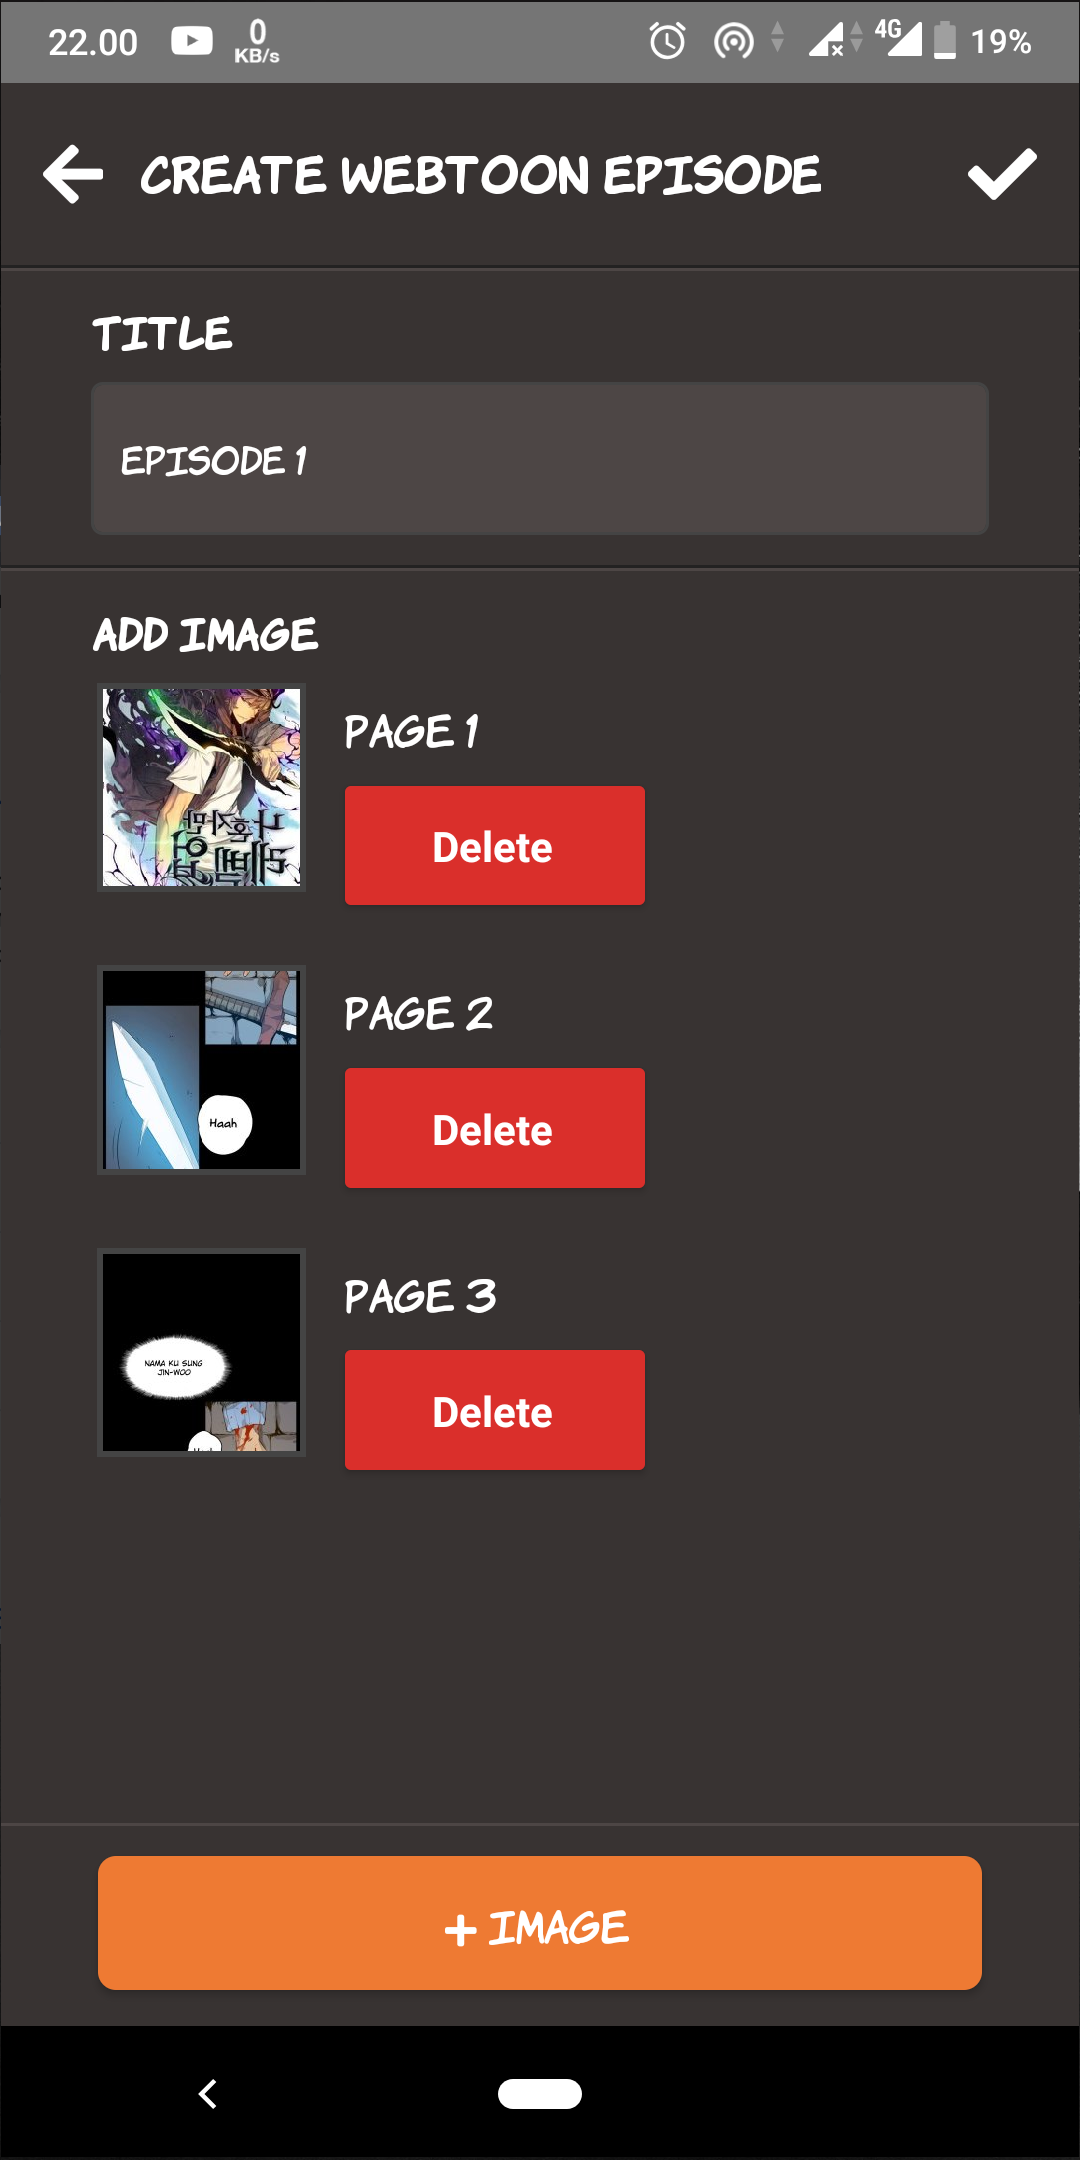 22.00
0
KB/s
4G
19%
CREATE WEBTOON EPISODE
TITLE
EPISODE 1
ADD IMAGE
PAGE 1
Delete
PAGE 2
Haah
Delete
PAGE 3
NAMA KU SUNG
JIN-WOO
Delete
+ IMAGE